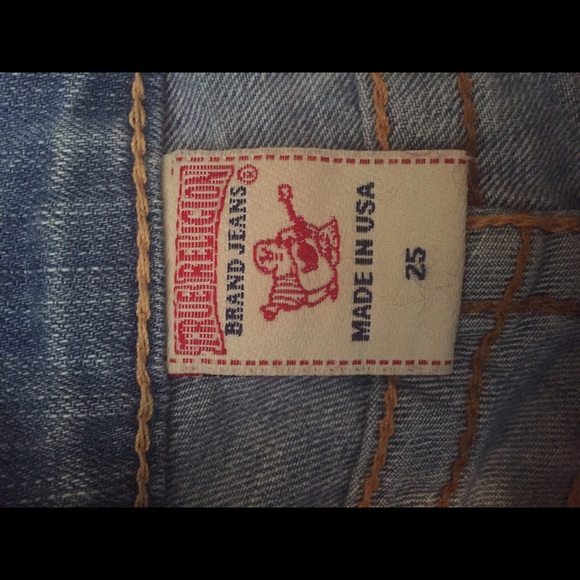 TRUE RELIGION
BRAND JEANS®
MADE IN USA
25